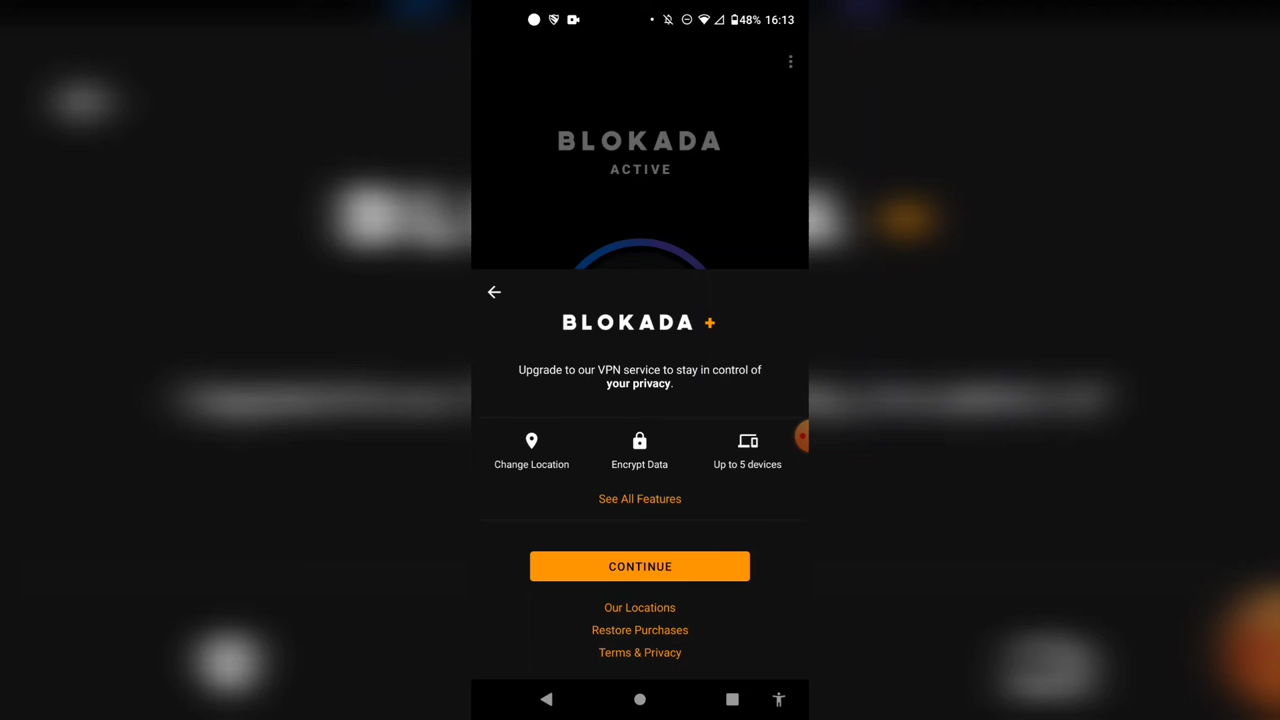 48% 16:13
BLOKADA
ACTIVE
BLOKADA +
Upgrade to our VPN service to stay in control of
your privacy.
Change Location
Encrypt Data
Up to 5 devices
See All Features
CONTINUE
Our Locations
Restore Purchases
Terms & Privacy